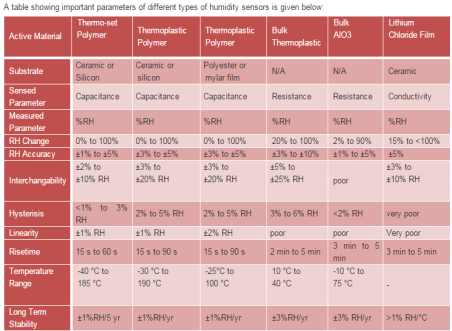 A table showing important parameters of different types of humidity sensors is given below:
Active Material Thermo-set Polymer Thermoplastic Polymer Thermoplastic Polymer Bulk Thermoplastic Bulk AlO3 Lithium Chloride Film
Substrate Ceramic or Silicon Ceramic or silicon Polyester or mylar film N/A N/A Ceramic
Sensed Parameter Capacitance Capacitance Capacitance Resistance Resistance Conductivity
Measured Parameter %RH %RH %RH %RH %RH %RH
RH Change 0% to 100% 0% to 100% 0% to 100% 20% to 100% 2% to 90% 15% to <100%
RH Accuracy ±1% to ±5% ±3% to ±5% ±3% to ±5% ±3% to ±10% ±1% to ±5% ±5%
Interchangability ±2% to ±10% RH ±3% to ±20% RH ±3% to ±20% RH ±5% to ±25% RH poor ±3% to ±10% RH
Hysterisis <1% to 3% RH 2% to 5% RH 2% to 5% RH 3% to 6% RH <2% RH very poor
Linearity ±1% RH ±1% RH ±2% RH poor poor Very poor
Risetime 15 s to 60 s 15 s to 90 s 15 s to 90 s 2 min to 5 min 3 min to 5 min 3 min to 5 min
Temperature Range -40 °C to 185 °C -30 °C to 190 °C -25°C to 100 °C 10 °C to 40 °C -10 °C to 75 °C -
Long Term Stability ±1%RH/5 yr ±1%RH/yr ±1%RH/yr ±3%RH/yr ±3% RH/yr >1% RH/°C